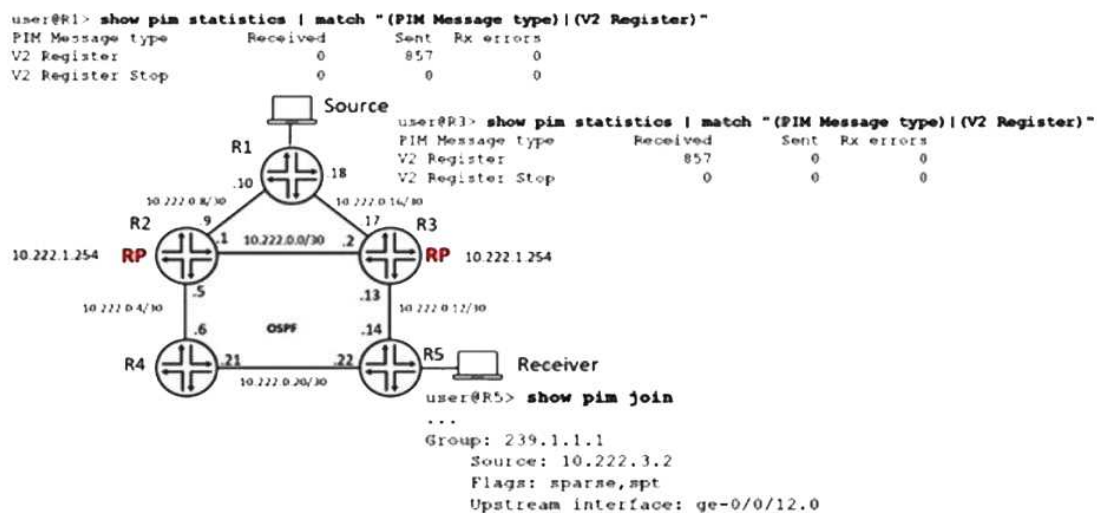 user@R1> show pim statistics | match "(PIM Message type)|(V2 Register)"
PIM Message type Received Sent Rx errors
V2 Register 0 857 0
V2 Register Stop 0 0 0
Source
user@R3> show pim statistics | match "(PIM Message type)|(V2 Register)"
PIM Message type Received Sent Rx errors
V2 Register 857 0 0
V2 Register Stop 0 0 0
R1
.10 .18
10.222.0.8/30 10.222.0.16/30
R2 9 17 R3
.1 10.222.0.0/30 .2
10.222.1.254 RP RP 10.222.1.254
.5 .13
10.222.0.4/30 10.222.0.12/30
.6 OSPF .14
R4 .21 .22 R5 Receiver
10.222.0.20/30
user@R5> show pim join
...
Group: 239.1.1.1
Source: 10.222.3.2
Flags: sparse,spt
Upstream interface: ge-0/0/12.0